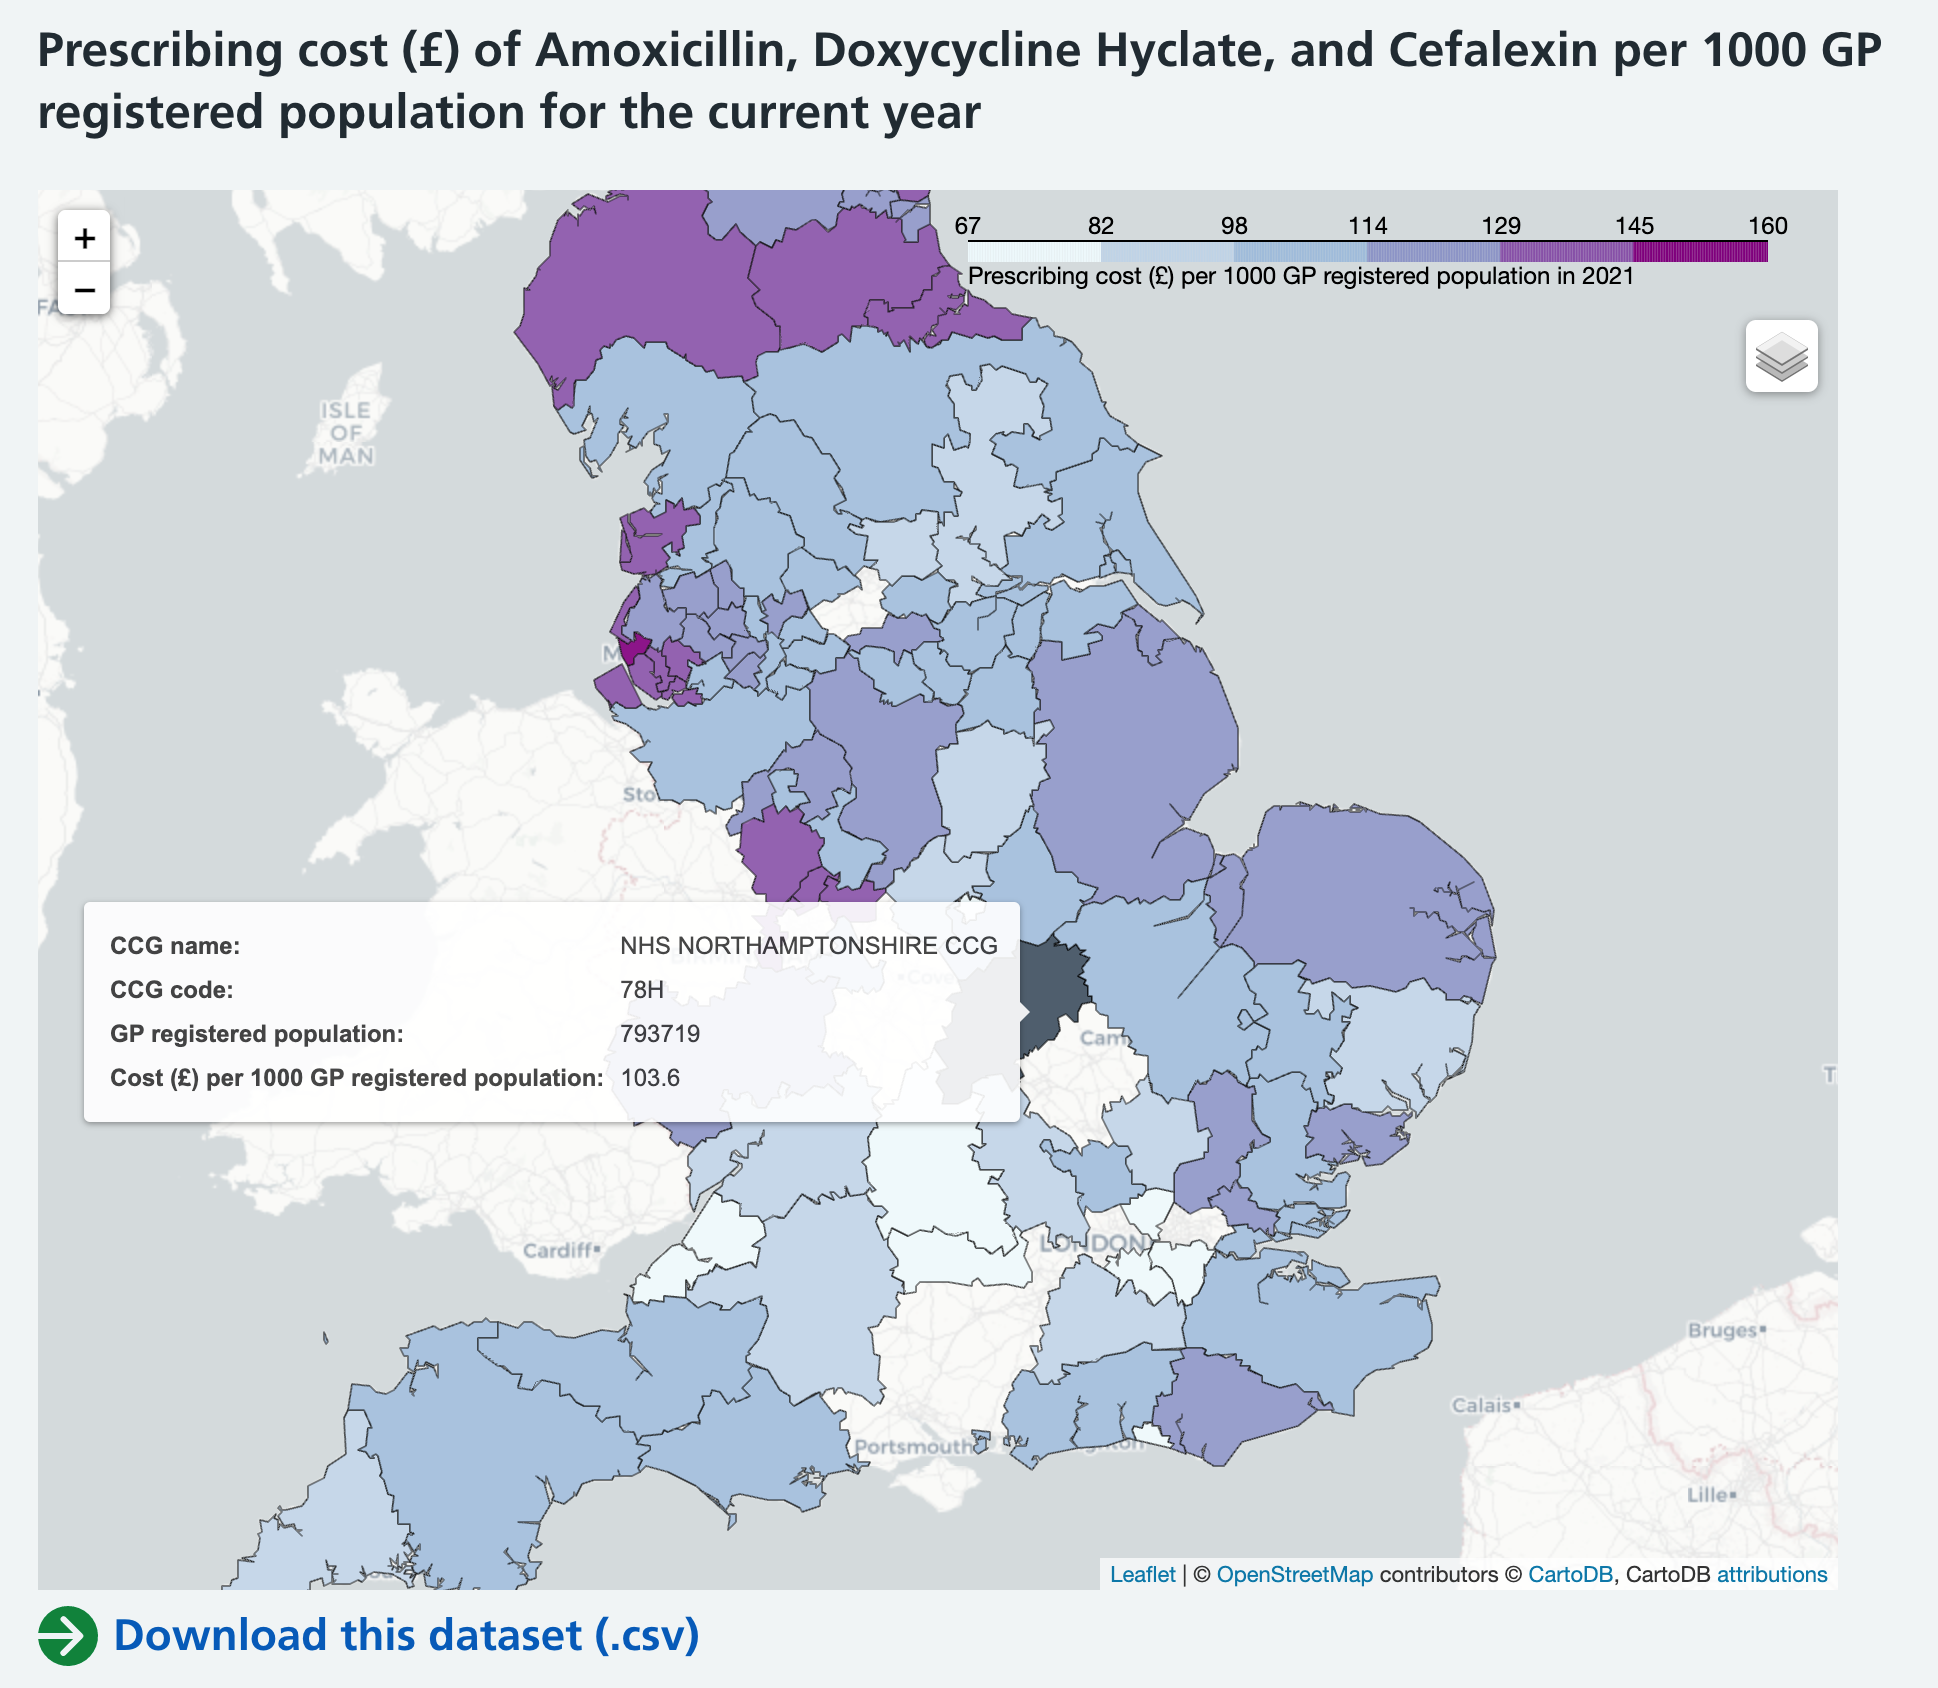 Prescribing cost (£) of Amoxicillin, Doxycycline Hyclate, and Cefalexin per 1000 GP
registered population for the current year
+
−
67 82 98 114 129 145 160
Prescribing cost (£) per 1000 GP registered population in 2021
ISLE
OF
MAN
CCG name: NHS NORTHAMPTONSHIRE CCG
CCG code: 78H
GP registered population: 793719
Cost (£) per 1000 GP registered population: 103.6
Cam
Cardiff
LONDON
Bruges
Calais
Portsmouth
Lille
Leaflet | © OpenStreetMap contributors © CartoDB, CartoDB attributions
Download this dataset (.csv)